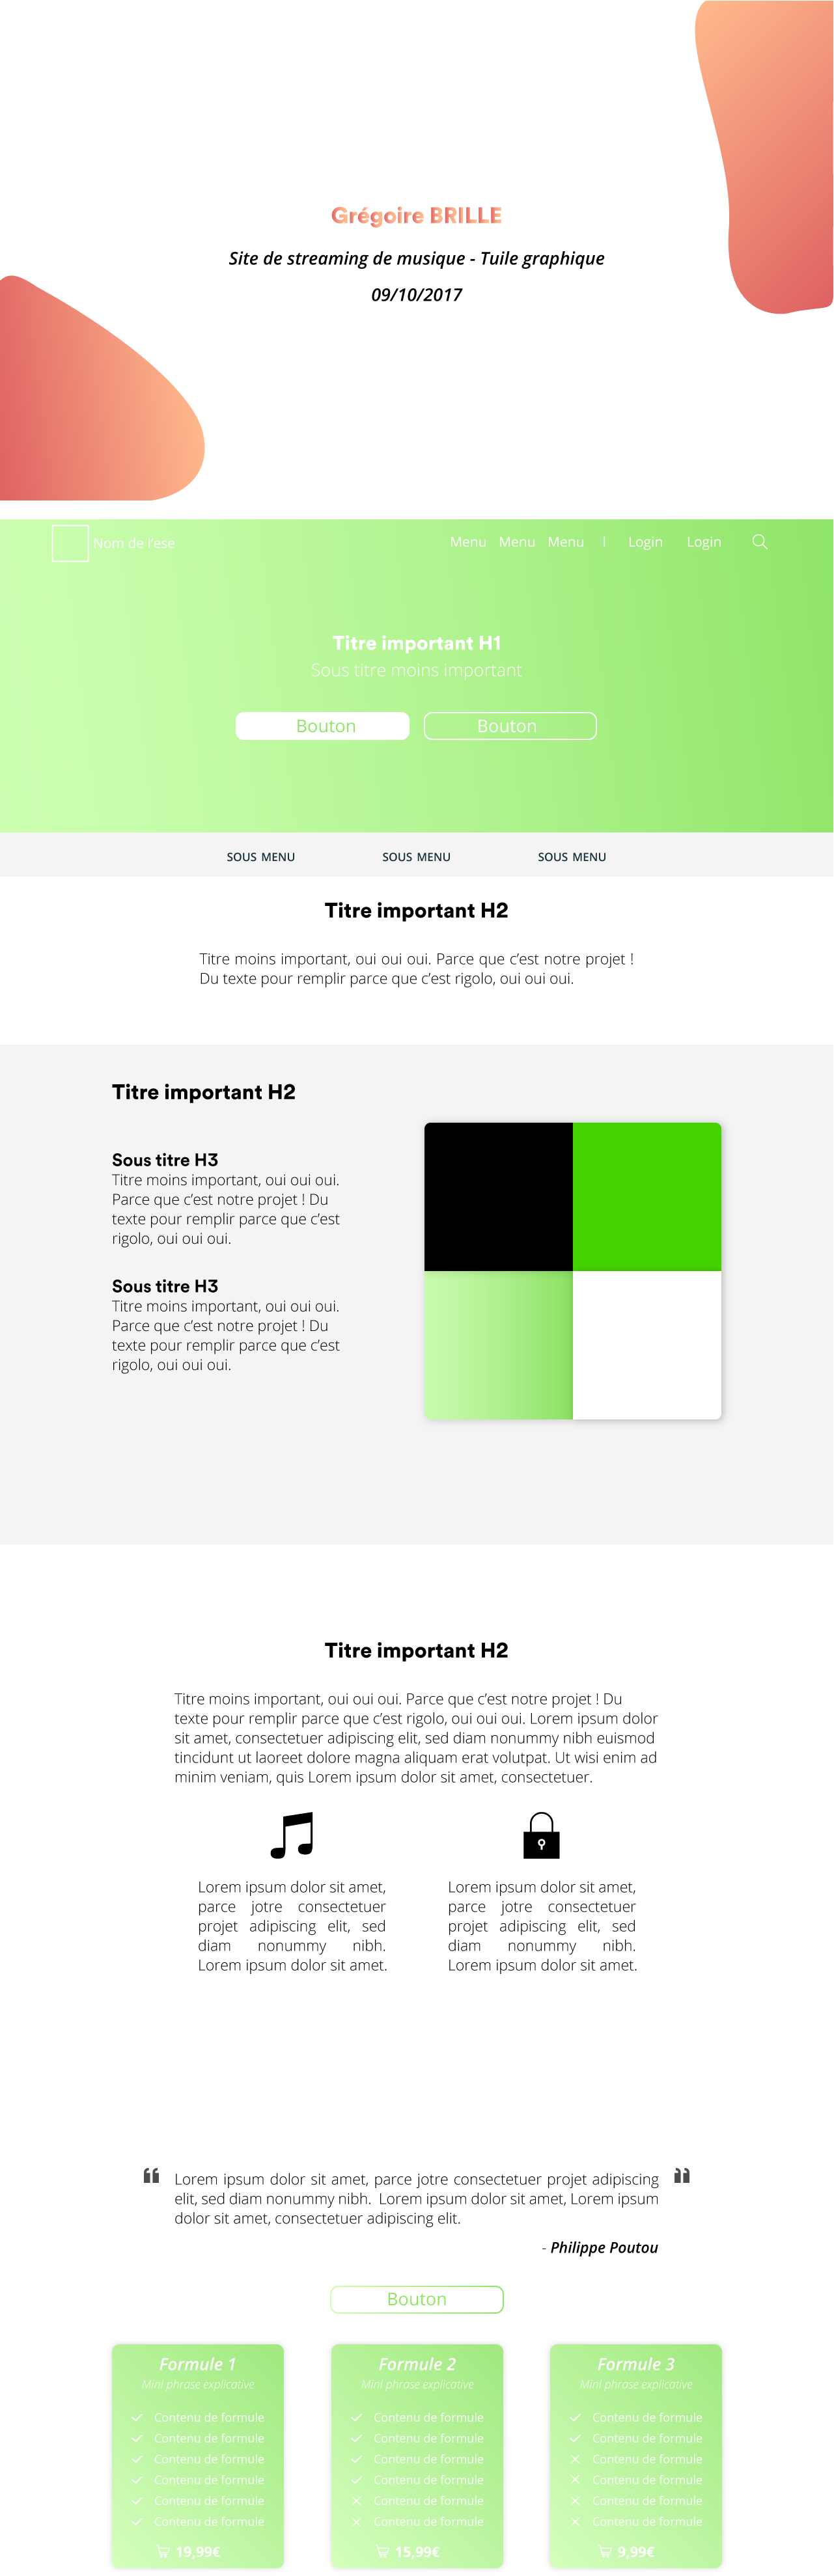 Grégoire BRILLE
Site de streaming de musique - Tuile graphique
09/10/2017
Nom de l'ese
Menu Menu Menu | Login Login
Titre important H1
Sous titre moins important
Bouton Bouton
SOUS MENU SOUS MENU SOUS MENU
Titre important H2
Titre moins important, oui oui oui. Parce que c'est notre projet !
Du texte pour remplir parce que c'est rigolo, oui oui oui.
Titre important H2
Sous titre H3
Titre moins important, oui oui oui.
Parce que c'est notre projet ! Du
texte pour remplir parce que c'est
rigolo, oui oui oui.
Sous titre H3
Titre moins important, oui oui oui.
Parce que c'est notre projet ! Du
texte pour remplir parce que c'est
rigolo, oui oui oui.
Titre important H2
Titre moins important, oui oui oui. Parce que c'est notre projet ! Du
texte pour remplir parce que c'est rigolo, oui oui oui. Lorem ipsum dolor
sit amet, consectetuer adipiscing elit, sed diam nonummy nibh euismod
tincidunt ut laoreet dolore magna aliquam erat volutpat. Ut wisi enim ad
minim veniam, quis Lorem ipsum dolor sit amet, consectetuer.
Lorem ipsum dolor sit amet,
parce jotre consectetuer
projet adipiscing elit, sed
diam nonummy nibh.
Lorem ipsum dolor sit amet.
Lorem ipsum dolor sit amet,
parce jotre consectetuer
projet adipiscing elit, sed
diam nonummy nibh.
Lorem ipsum dolor sit amet.
" Lorem ipsum dolor sit amet, parce jotre consectetuer projet adipiscing "
elit, sed diam nonummy nibh. Lorem ipsum dolor sit amet, Lorem ipsum
dolor sit amet, consectetuer adipiscing elit.
- Philippe Poutou
Bouton
Formule 1
Mini phrase explicative
Contenu de formule
Contenu de formule
Contenu de formule
Contenu de formule
Contenu de formule
Contenu de formule
19,99€
Formule 2
Mini phrase explicative
Contenu de formule
Contenu de formule
Contenu de formule
Contenu de formule
Contenu de formule
Contenu de formule
15,99€
Formule 3
Mini phrase explicative
Contenu de formule
Contenu de formule
Contenu de formule
Contenu de formule
Contenu de formule
Contenu de formule
9,99€